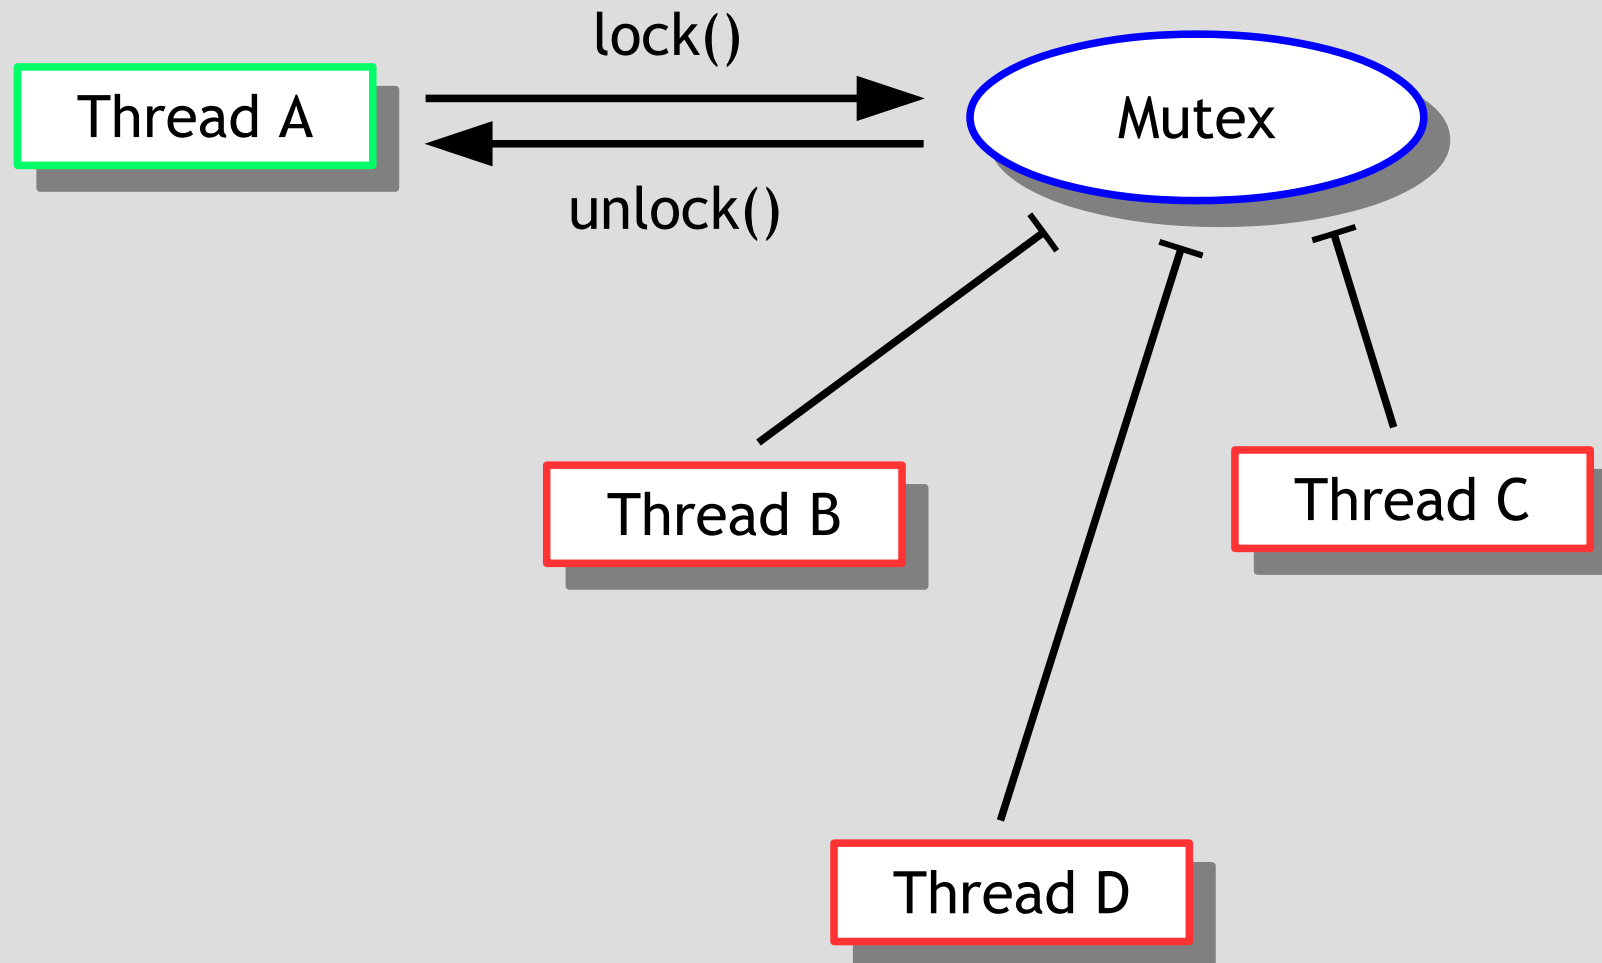 lock()
Thread A
Mutex
unlock()
Thread B
Thread C
Thread D